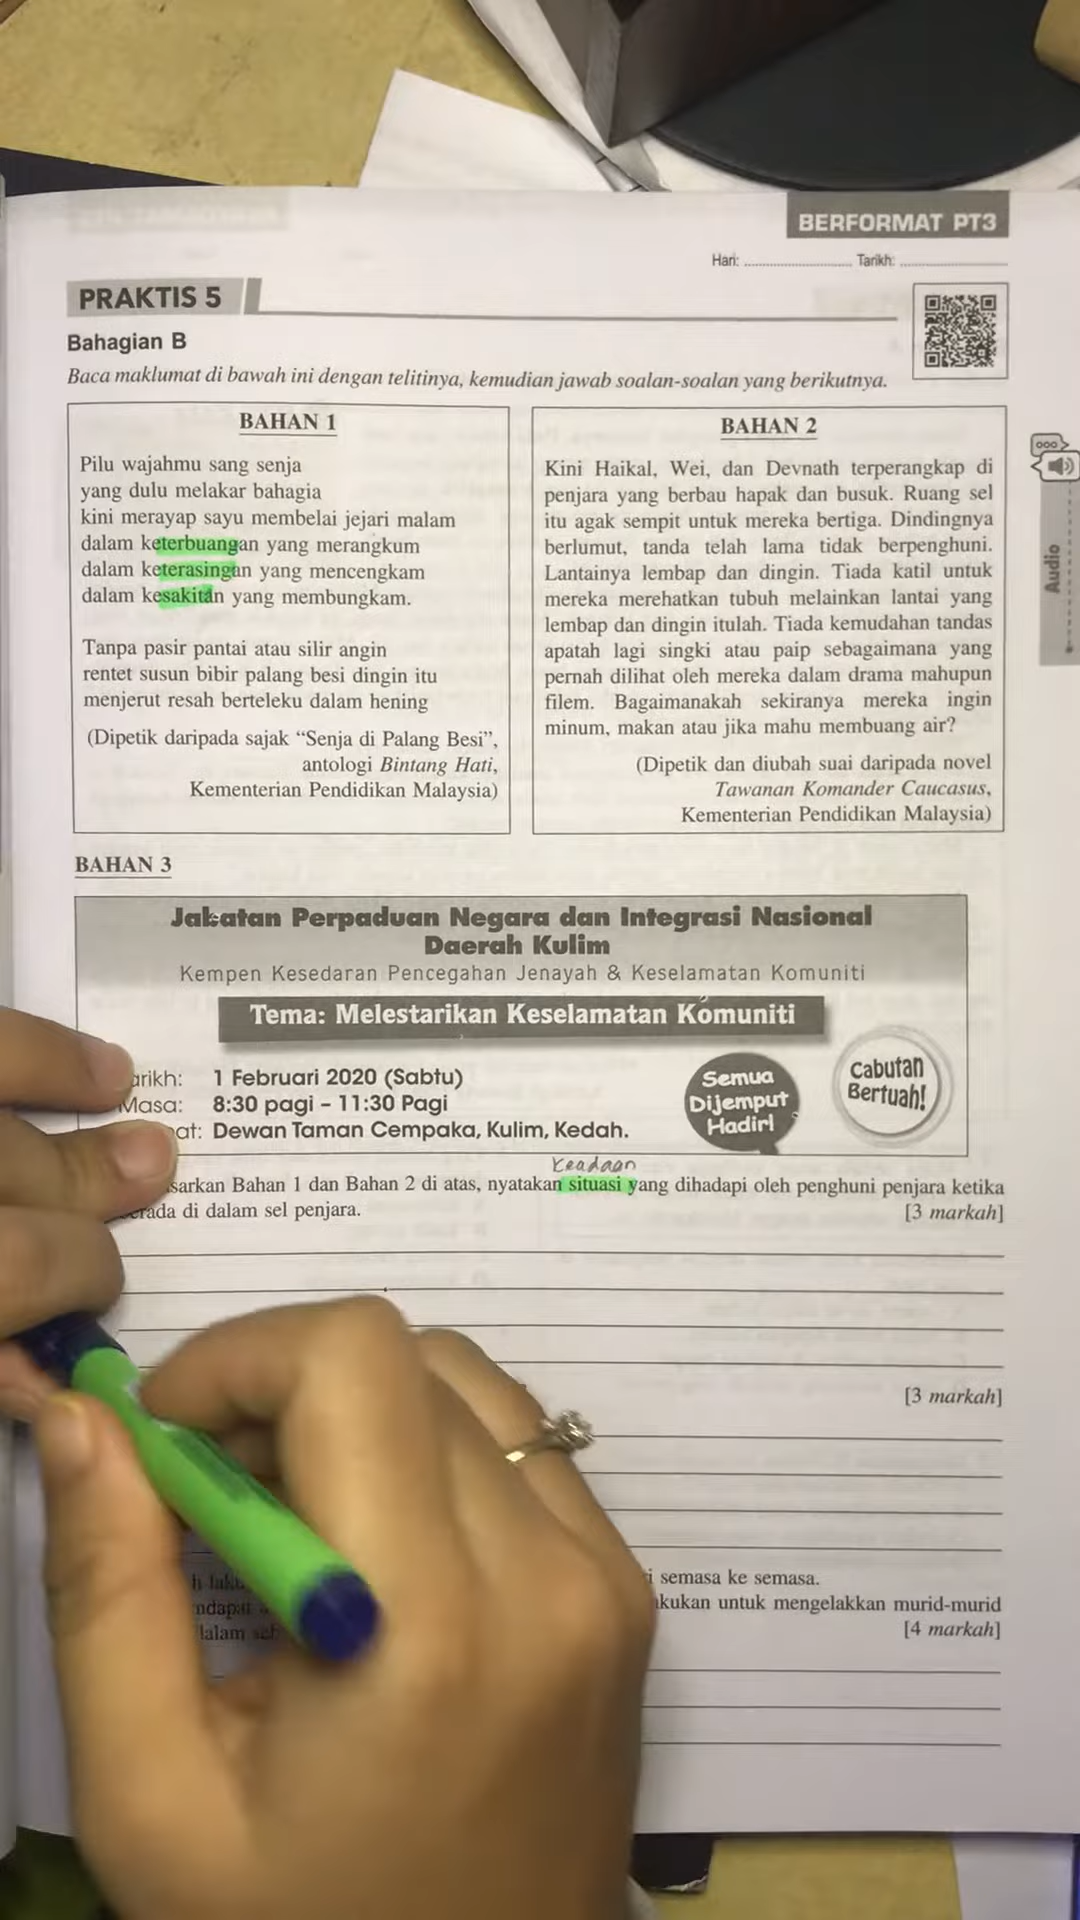 BERFORMAT PT3
Hari: Tarikh:
PRAKTIS 5
Bahagian B
Baca maklumat di bawah ini dengan telitinya, kemudian jawab soalan-soalan yang berikutnya.
BAHAN 1
Pilu wajahmu sang senja
yang dulu melakar bahagia
kini merayap sayu membelai jejari malam
dalam keterbuangan yang merangkum
dalam keterasingan yang mencengkam
dalam kesakitan yang membungkam.
Tanpa pasir pantai atau silir angin
rentet susun bibir palang besi dingin itu
menjerut resah berteleku dalam hening
(Dipetik daripada sajak “Senja di Palang Besi”,
antologi Bintang Hati,
Kementerian Pendidikan Malaysia)
BAHAN 2
Kini Haikal, Wei, dan Devnath terperangkap di
penjara yang berbau hapak dan busuk. Ruang sel
itu agak sempit untuk mereka bertiga. Dindingnya
berlumut, tanda telah lama tidak berpenghuni.
Lantainya lembap dan dingin. Tiada katil untuk
mereka merehatkan tubuh melainkan lantai yang
lembap dan dingin itulah. Tiada kemudahan tandas
apatah lagi singki atau paip sebagaimana yang
pernah dilihat oleh mereka dalam drama mahupun
filem. Bagaimanakah sekiranya mereka ingin
minum, makan atau jika mahu membuang air?
(Dipetik dan diubah suai daripada novel
Tawanan Komander Caucasus,
Kementerian Pendidikan Malaysia)
Audio
BAHAN 3
Jabatan Perpaduan Negara dan Integrasi Nasional
Daerah Kulim
Kempen Kesedaran Pencegahan Jenayah & Keselamatan Komuniti
Tema: Melestarikan Keselamatan Komuniti
arikh: 1 Februari 2020 (Sabtu)
Masa: 8:30 pagi – 11:30 Pagi
at: Dewan Taman Cempaka, Kulim, Kedah.
Semua
Dijemput
Hadir!
Cabutan
Bertuah!
Keadaan
sarkan Bahan 1 dan Bahan 2 di atas, nyatakan situasi yang dihadapi oleh penghuni penjara ketika
rada di dalam sel penjara. [3 markah]
[3 markah]
i semasa ke semasa.
kukan untuk mengelakkan murid-murid
[4 markah]